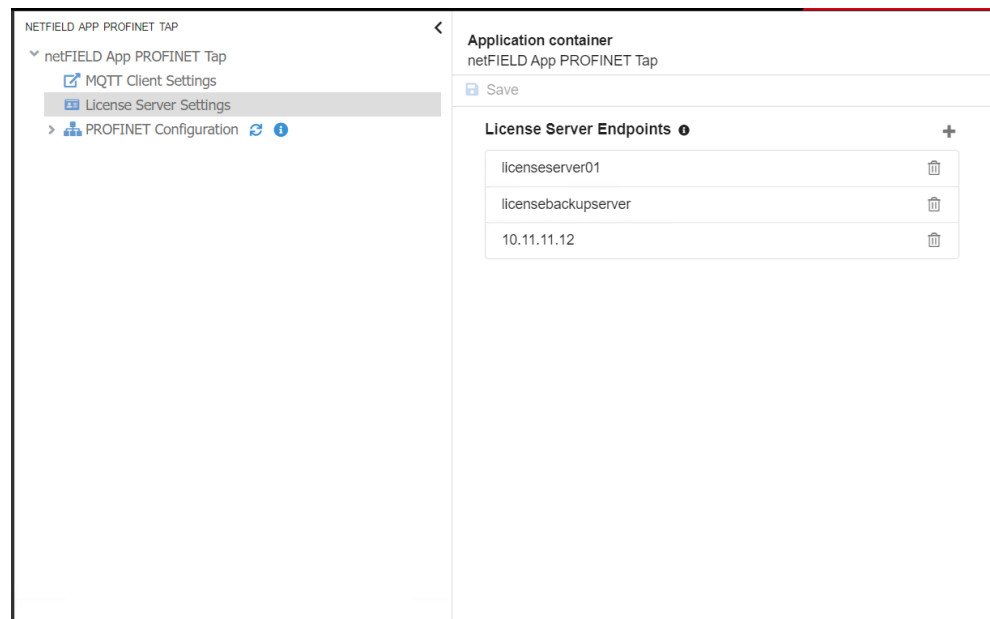 NETFIELD APP PROFINET TAP
netFIELD App PROFINET Tap
MQTT Client Settings
License Server Settings
PROFINET Configuration
Application container
netFIELD App PROFINET Tap
Save
License Server Endpoints
licenseserver01
licensebackupserver
10.11.11.12